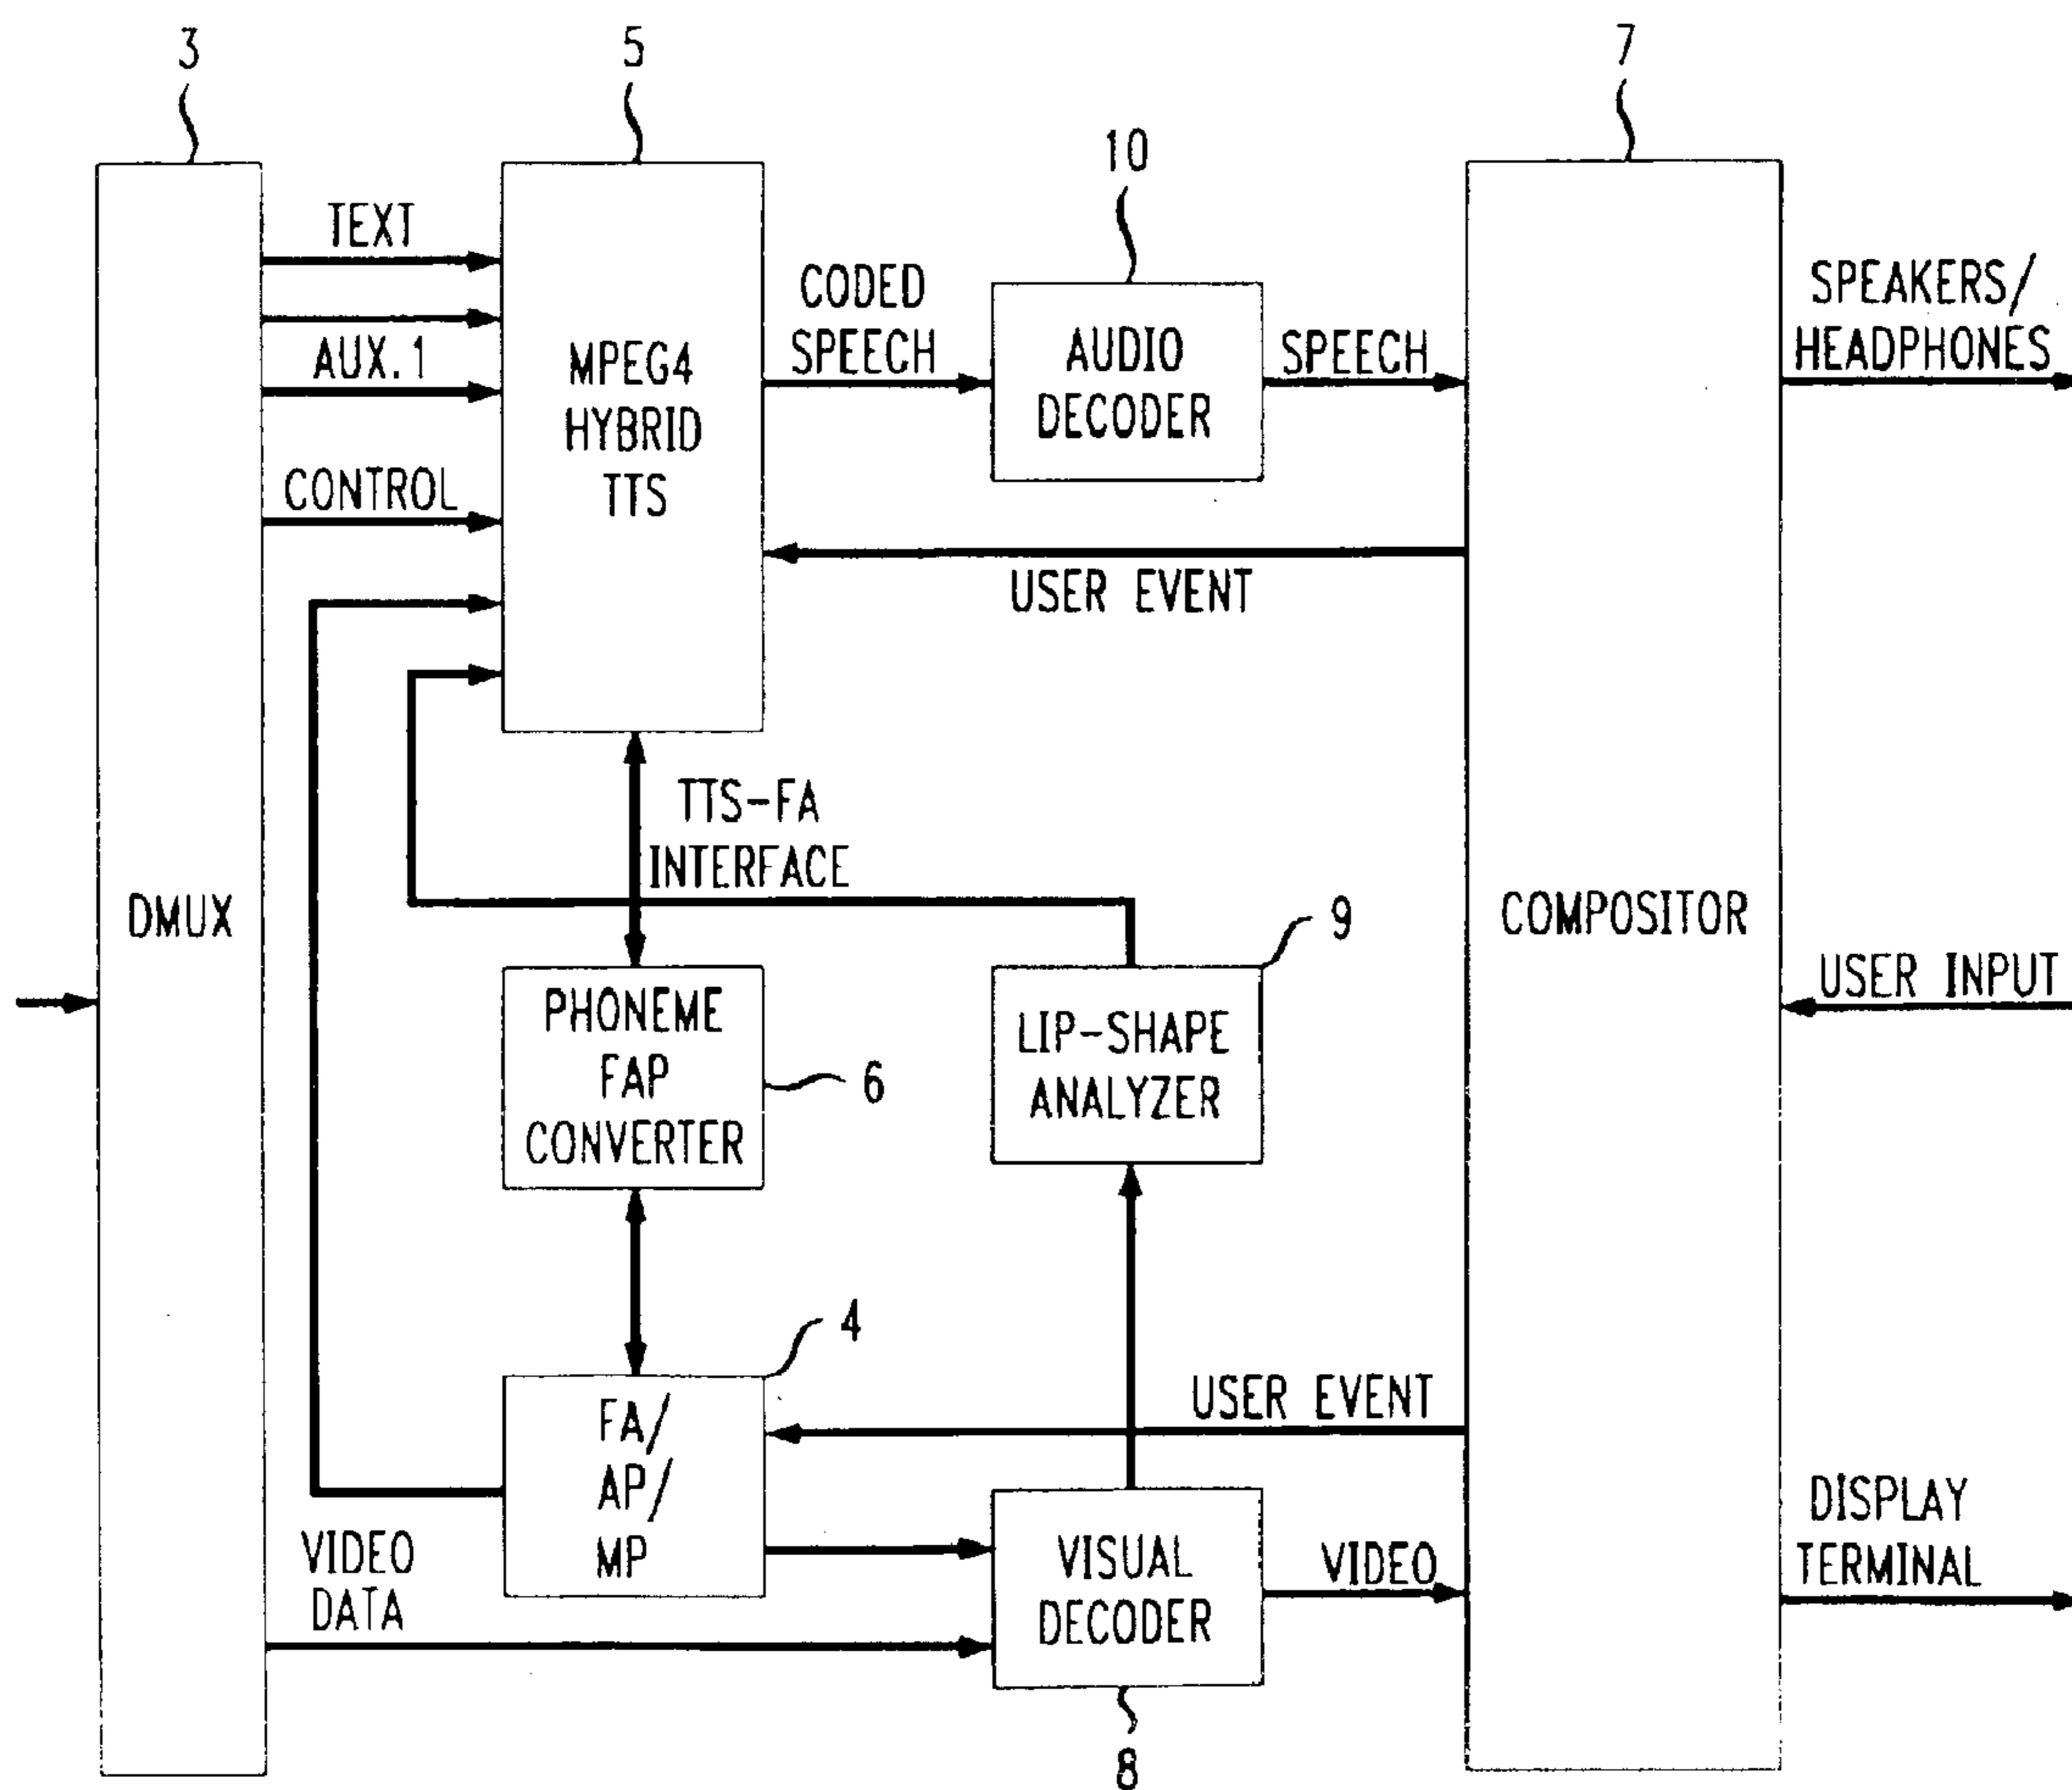 3
5
7
10
TEXT
AUX.1
CONTROL
MPEG4
HYBRID
TTS
CODED
SPEECH
AUDIO
DECODER
SPEECH
SPEAKERS/
HEADPHONES
USER EVENT
TTS-FA
INTERFACE
DMUX
COMPOSITOR
9
USER INPUT
PHONEME
FAP
CONVERTER
6
LIP-SHAPE
ANALYZER
4
FA/
AP/
MP
USER EVENT
VIDEO
DATA
VISUAL
DECODER
VIDEO
DISPLAY
TERMINAL
8